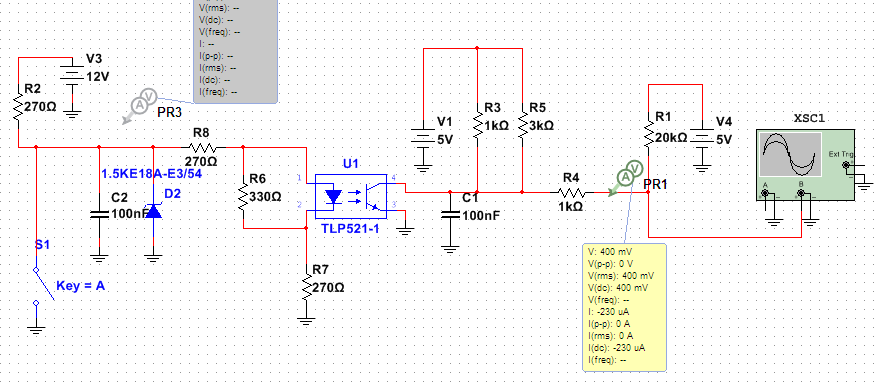 V(rms): --
V(dc): --
V(freq): --
I: --
I(p-p): --
I(rms): --
I(dc): --
I(freq): --
PR3
V3
12V
R2
270Ω
R8
270Ω
1.5KE18A-E3/54
D2
C2
100nF
R6
330Ω
S1
Key = A
R7
270Ω
U1
1
2
4
3
TLP521-1
V1
5V
R3
1kΩ
R5
3kΩ
C1
100nF
R4
1kΩ
PR1
R1
20kΩ
V4
5V
XSC1
Ext Trig
A
B
V: 400 mV
V(p-p): 0 V
V(rms): 400 mV
V(dc): 400 mV
V(freq): --
I: -230 uA
I(p-p): 0 A
I(rms): 0 A
I(dc): -230 uA
I(freq): --